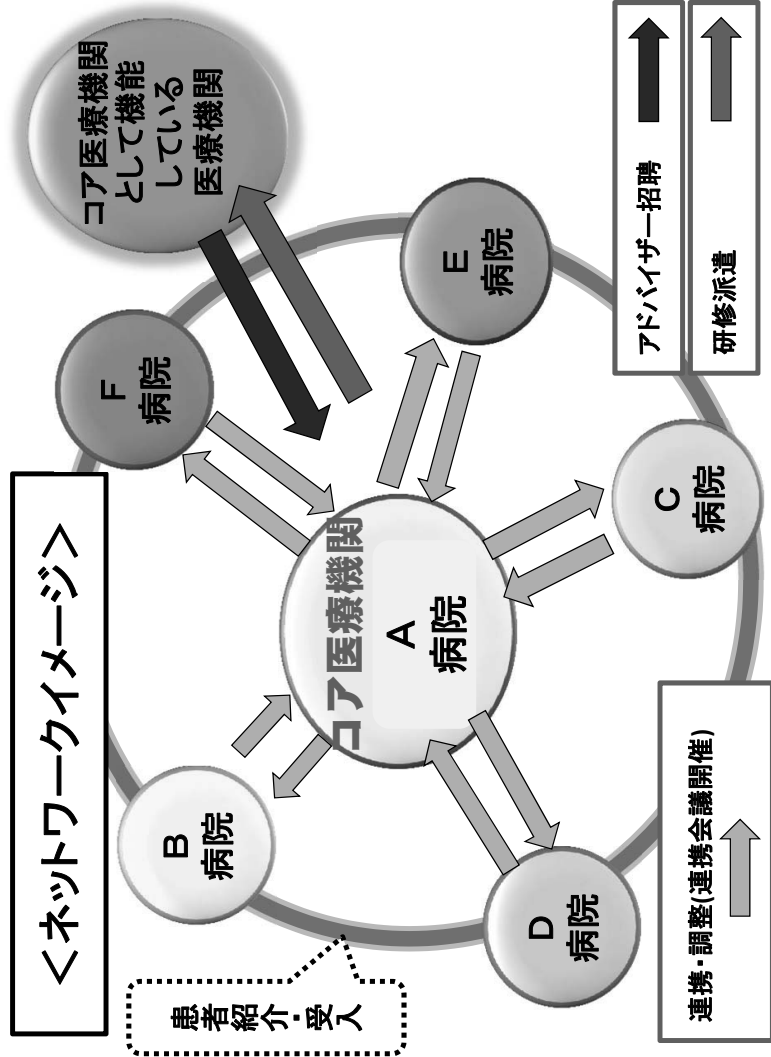 ＜ネットワークイメージ＞
患者紹介・受
入
B
病院
F
病院
コア医療機関
として機能
している
医療機関
コア医療機関
A
病院
D
病院
E
病院
C
病院
連携・調整(連携会議開催)
アドバイザー招聘
研修派遣